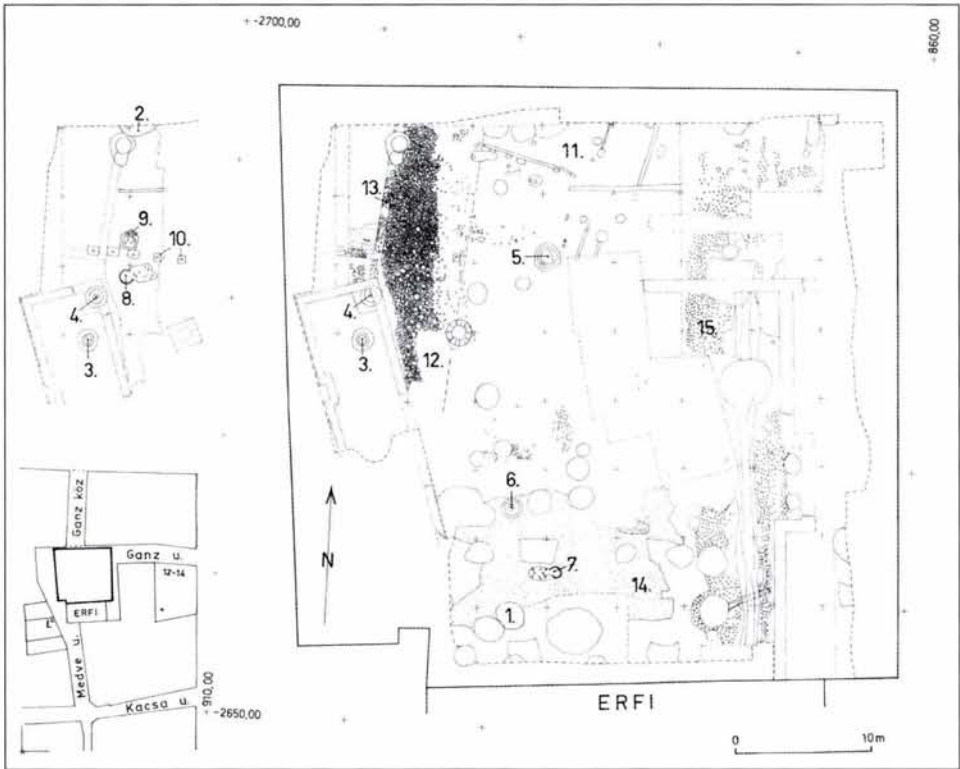 -2700,00
860,00
2.
9.
10.
8.
4.
3.
11.
13.
5.
4.
12.
3.
15.
6.
7.
14.
1.
N
ERFI
0
10m
Ganz köz
Ganz u.
12-14
ERFI
Medve u.
Kacsa u.
910,00
-2650,00